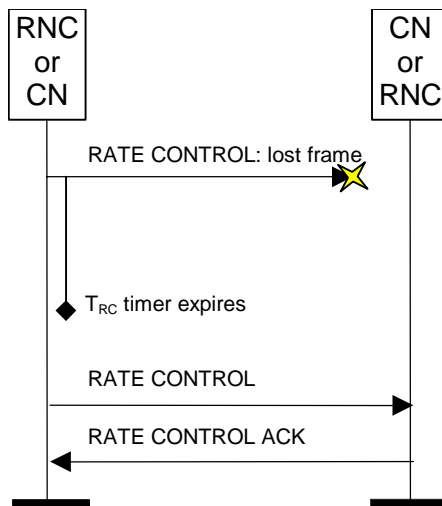 RNC
or
CN
CN
or
RNC
RATE CONTROL: lost frame
TRC timer expires
RATE CONTROL
RATE CONTROL ACK